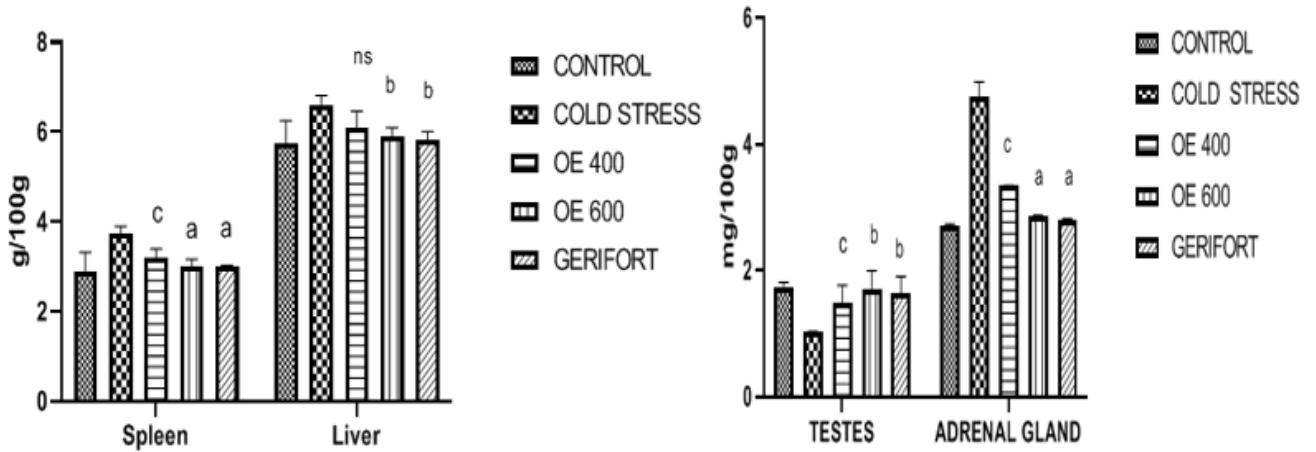 g/100g
8
6
4
2
0
c
a
a
ns
b
b
Spleen
Liver
CONTROL
COLD STRESS
OE 400
OE 600
GERIFORT
mg/100g
6
4
2
0
c
b
b
c
a
a
TESTES
ADRENAL GLAND
CONTROL
COLD STRESS
OE 400
OE 600
GERIFORT